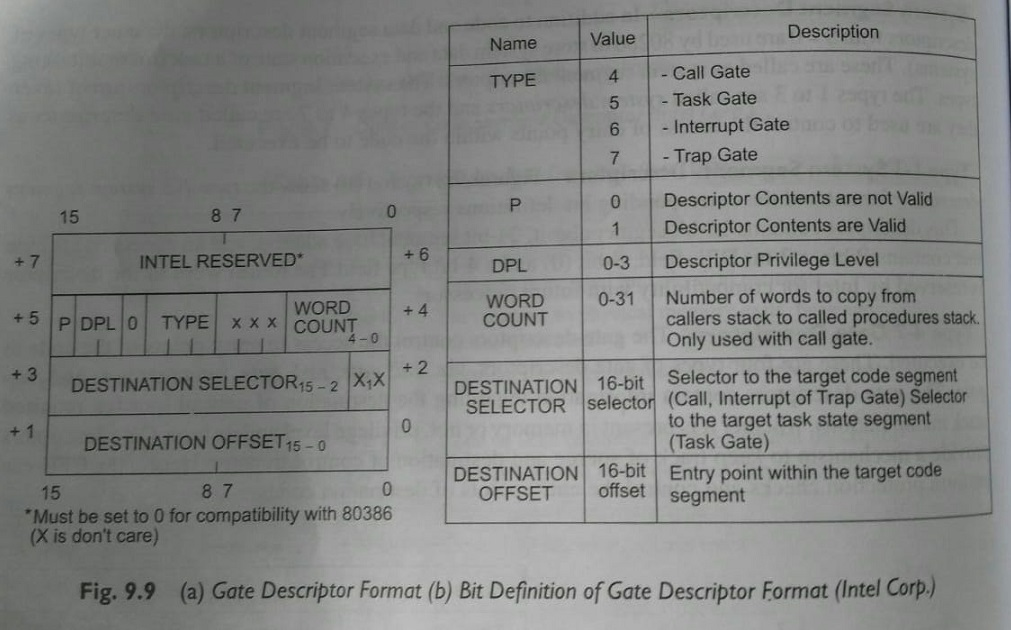 15 8 7 0
+ 7 INTEL RESERVED* + 6
+ 5 P DPL 0 TYPE X X X WORD COUNT 4 - 0 + 4
+ 3 DESTINATION SELECTOR 15 – 2 X X + 2
+ 1 DESTINATION OFFSET 15 – 0 0
15 8 7 0
*Must be set to 0 for compatibility with 80386
(X is don't care)
Name Value Description
TYPE 4 - Call Gate
5 - Task Gate
6 - Interrupt Gate
7 - Trap Gate
P 0 Descriptor Contents are not Valid
1 Descriptor Contents are Valid
DPL 0-3 Descriptor Privilege Level
WORD 0-31 Number of words to copy from
COUNT callers stack to called procedures stack.
Only used with call gate.
DESTINATION 16-bit Selector to the target code segment
SELECTOR selector (Call, Interrupt of Trap Gate) Selector
to the target task state segment
(Task Gate)
DESTINATION 16-bit Entry point within the target code
OFFSET offset segment
Fig. 9.9 (a) Gate Descriptor Format (b) Bit Definition of Gate Descriptor Format (Intel Corp.)